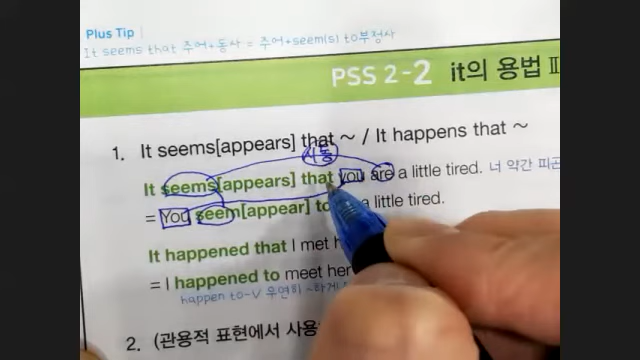 Plus Tip
It seems that 주어+동사 = 주어+seem(s) to부정사
PSS 2-2 it의 용법 Ⅱ
1. It seems[appears] that ~ / It happens that ~
시동
It seems[appears] that you are a little tired. 너 약간 피곤
= You seem[appear] to a little tired.
It happened that I met h
= I happened to meet her
happen to-V 우연히 ~하게
2. (관용적 표현에서 사용